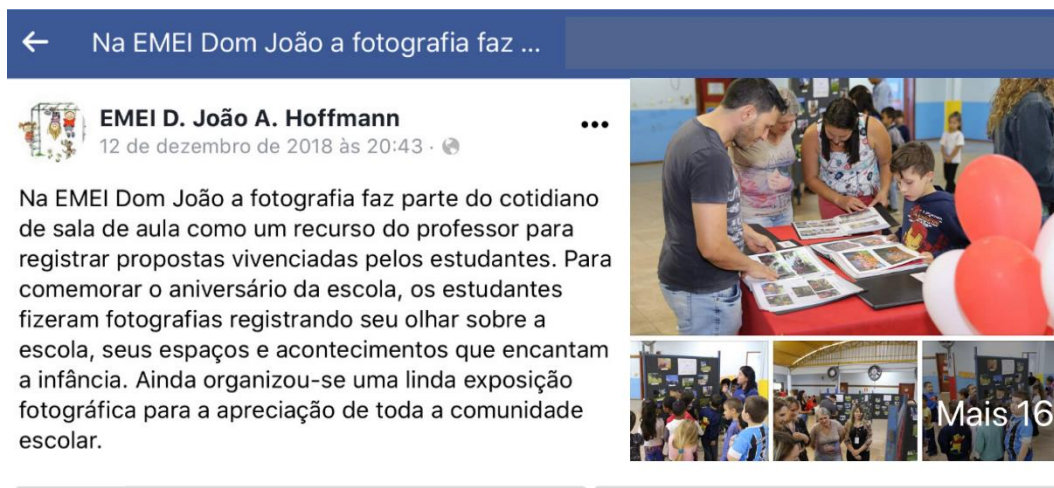 Na EMEI Dom João a fotografia faz ...
EMEI D. João A. Hoffmann
12 de dezembro de 2018 às 20:43 ·
Na EMEI Dom João a fotografia faz parte do cotidiano
de sala de aula como um recurso do professor para
registrar propostas vivenciadas pelos estudantes. Para
comemorar o aniversário da escola, os estudantes
fizeram fotografias registrando seu olhar sobre a
escola, seus espaços e acontecimentos que encantam
a infância. Ainda organizou-se uma linda exposição
fotográfica para a apreciação de toda a comunidade
escolar.
Mais 16